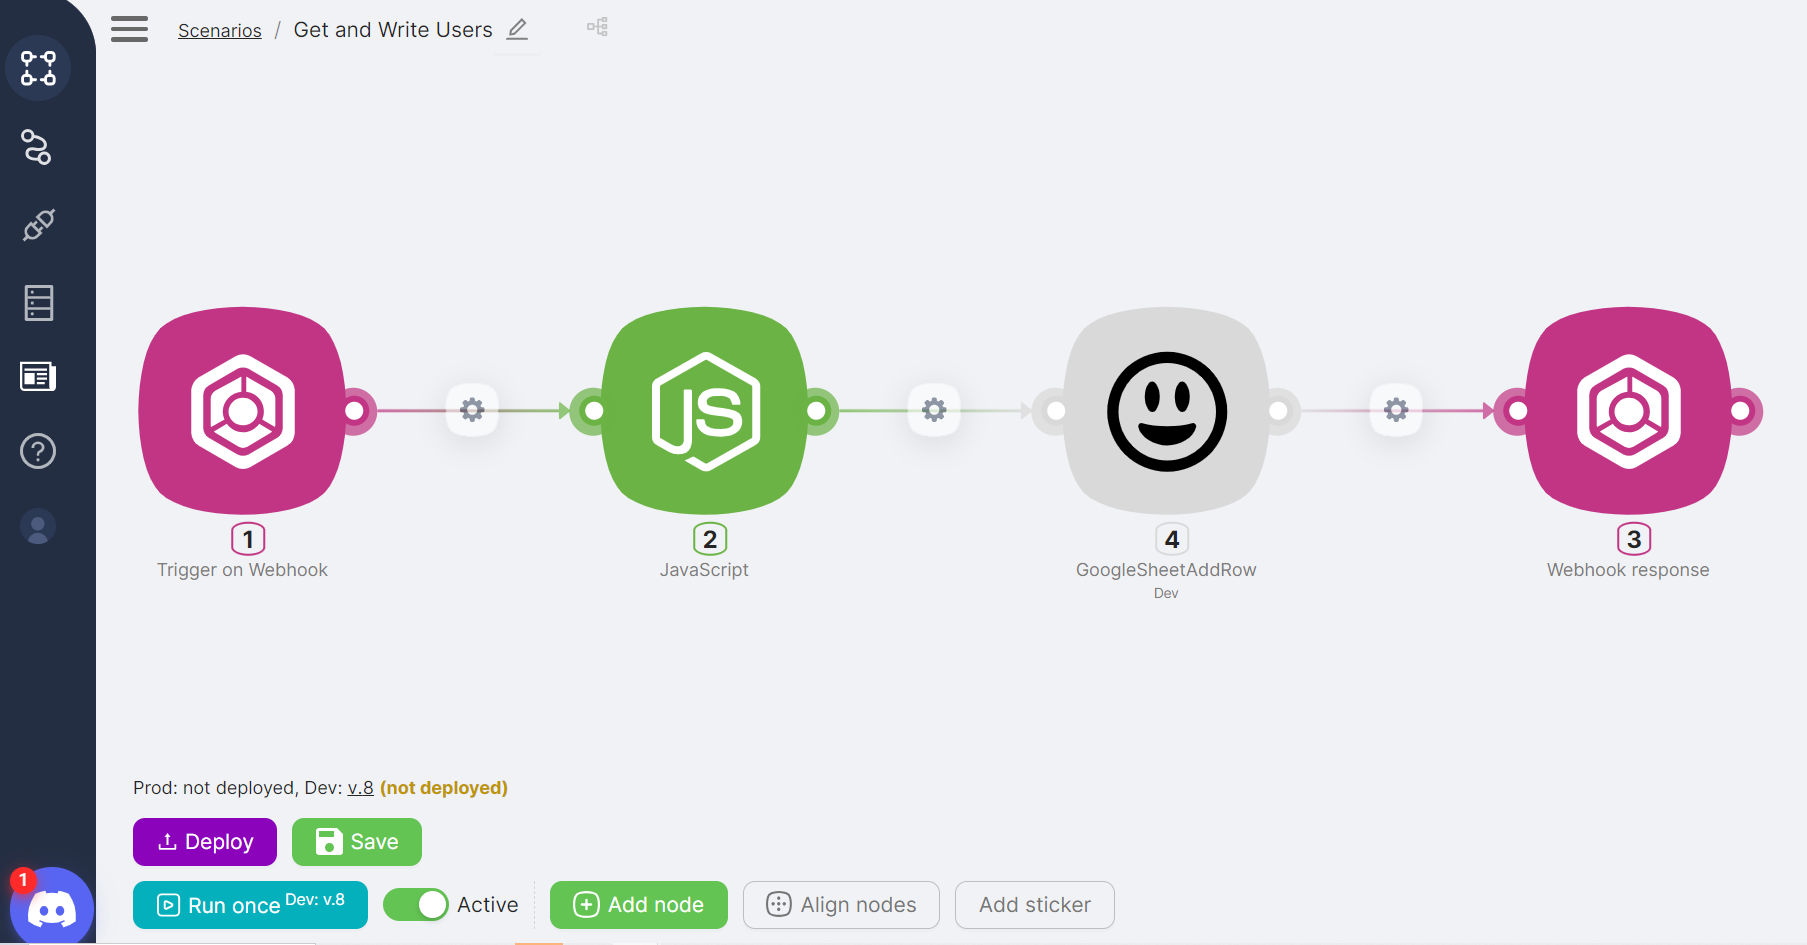 Scenarios / Get and Write Users
JS
1
Trigger on Webhook
2
JavaScript
4
GoogleSheetAddRow
Dev
3
Webhook response
Prod: not deployed, Dev: v.8 (not deployed)
Deploy
Save
1
Run once Dev: v.8
Active
Add node
Align nodes
Add sticker